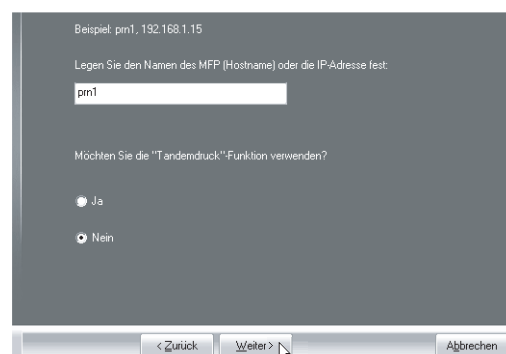 Beispiel: prn1, 192.168.1.15
Legen Sie den Namen des MFP (Hostname) oder die IP-Adresse fest:
prn1
Möchten Sie die "Tandemdruck"-Funktion verwenden?
Ja
Nein
< Zurück Weiter > Abbrechen